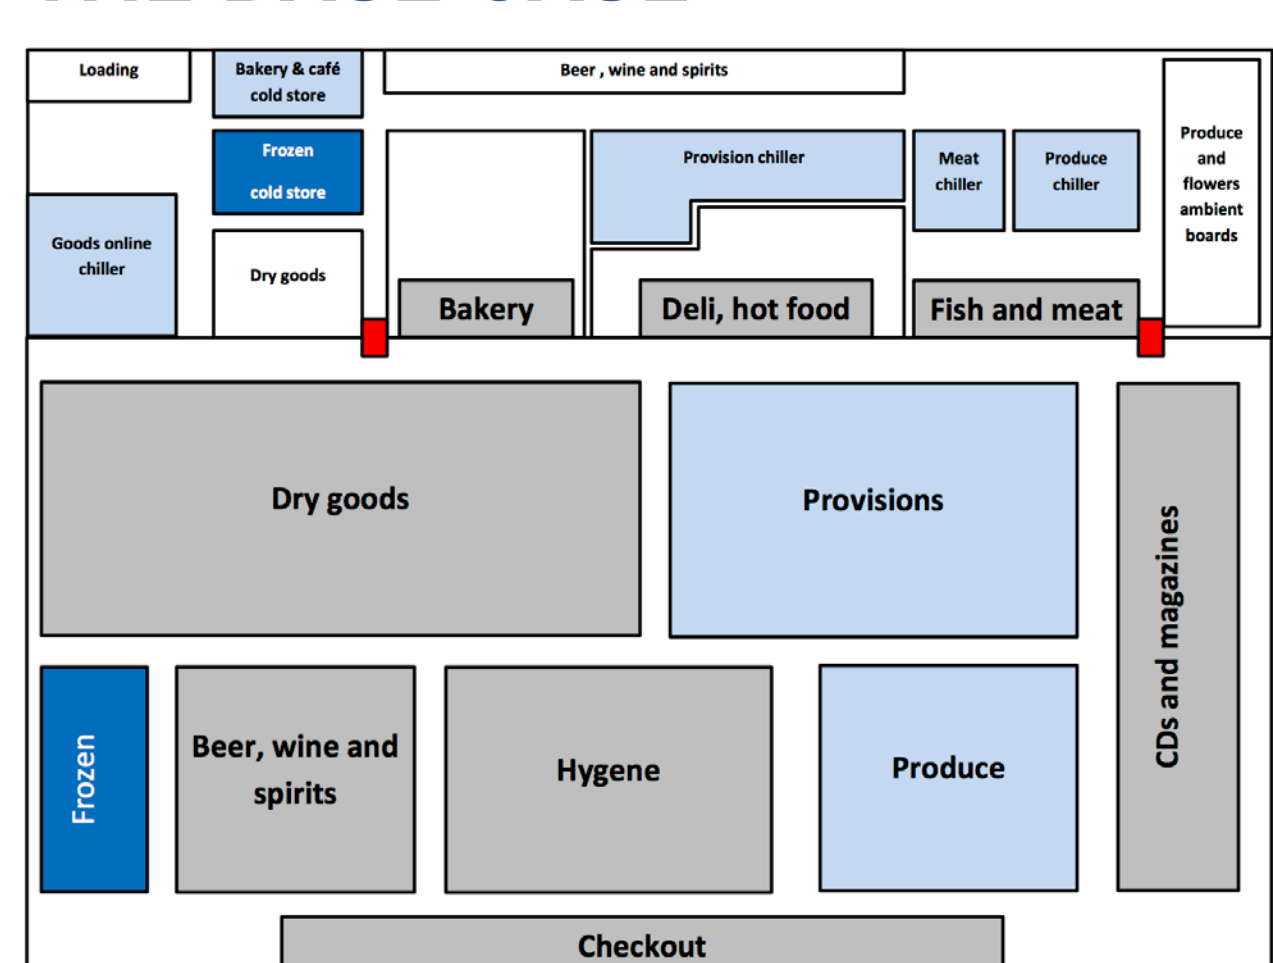 Loading
Bakery & café
cold store
Beer , wine and spirits
Produce
and
flowers
ambient
boards
Frozen
cold store
Provision chiller
Meat
chiller
Produce
chiller
Goods online
chiller
Dry goods
Bakery
Deli, hot food
Fish and meat
Dry goods
Provisions
CDs and magazines
Frozen
Beer, wine and
spirits
Hygene
Produce
Checkout